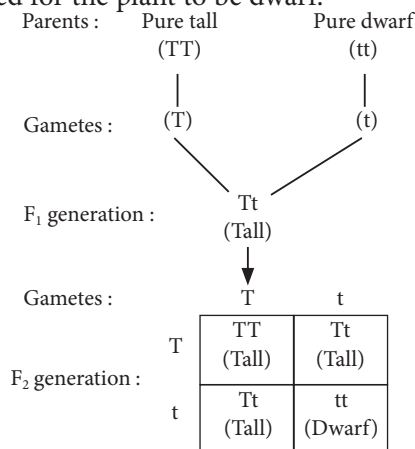 ed for the plant to be dwarf.
Parents : Pure tall Pure dwarf
(TT) (tt)
Gametes : (T) (t)
Tt
F₁ generation :
(Tall)
Gametes : T t
TT Tt
T
(Tall) (Tall)
F₂ generation :
Tt tt
t
(Tall) (Dwarf)